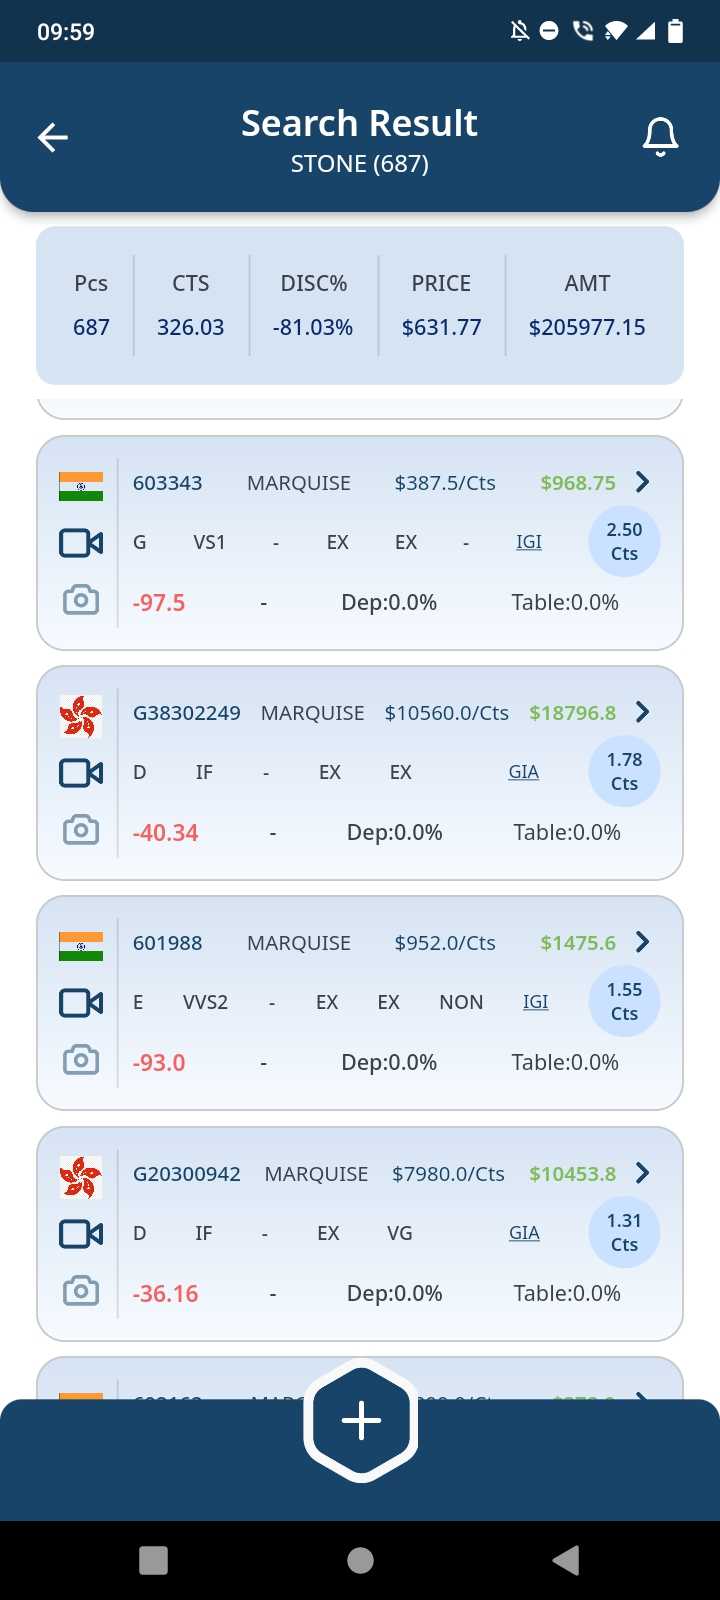 09:59
Search Result
STONE (687)
Pcs CTS DISC% PRICE AMT
687 326.03 -81.03% $631.77 $205977.15
603343 MARQUISE $387.5/Cts $968.75
G VS1 - EX EX - IGI 2.50 Cts
-97.5 - Dep:0.0% Table:0.0%
G38302249 MARQUISE $10560.0/Cts $18796.8
D IF - EX EX GIA 1.78 Cts
-40.34 - Dep:0.0% Table:0.0%
601988 MARQUISE $952.0/Cts $1475.6
E VVS2 - EX EX NON IGI 1.55 Cts
-93.0 - Dep:0.0% Table:0.0%
G20300942 MARQUISE $7980.0/Cts $10453.8
D IF - EX VG GIA 1.31 Cts
-36.16 - Dep:0.0% Table:0.0%